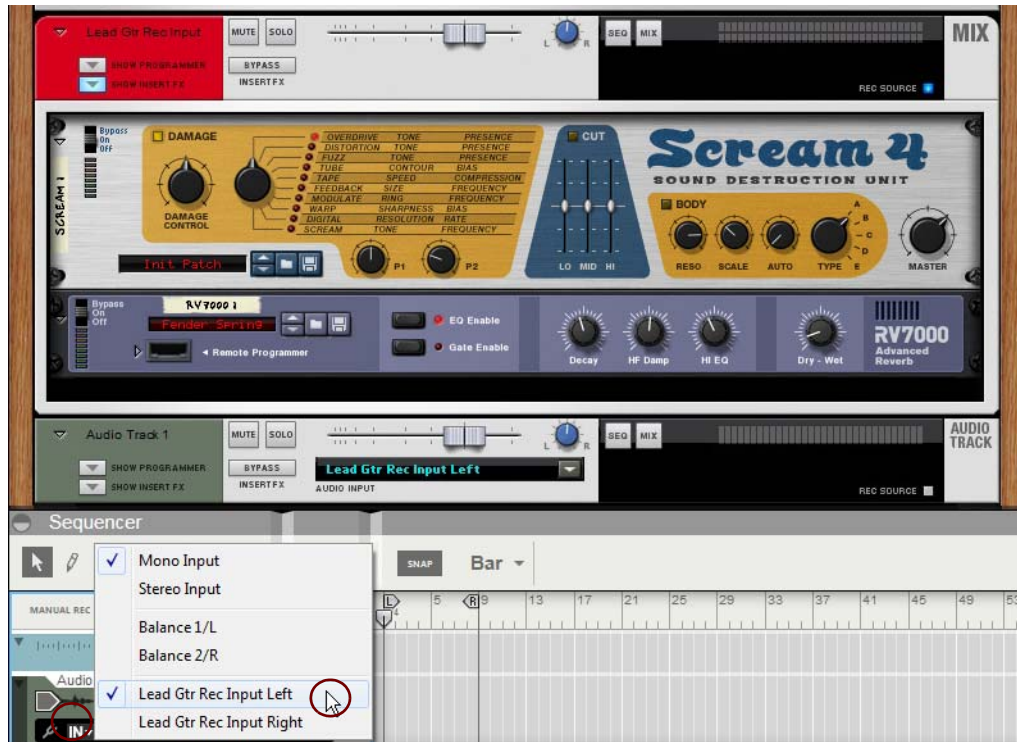 Lead Gtr Rec Input
MUTE SOLO
L R
SEQ MIX
MIX
SHOW PROGRAMMER
SHOW INSERT FX
BYPASS
INSERT FX
REC SOURCE
Bypass
On
Off
SCREAM 1
DAMAGE
DAMAGE CONTROL
OVERDRIVE TONE PRESENCE
DISTORTION TONE PRESENCE
FUZZ TONE PRESENCE
TUBE CONTOUR BIAS
TAPE SPEED COMPRESSION
FEEDBACK SIZE FREQUENCY
MODULATE RING FREQUENCY
WARP SHARPNESS BIAS
DIGITAL RESOLUTION RATE
SCREAM TONE FREQUENCY
Init Patch
P1 P2
CUT
LO MID HI
Scream 4
SOUND DESTRUCTION UNIT
BODY
A
B
C
D
E
RESO SCALE AUTO TYPE
MASTER
Bypass
On
Off
RV7000 1
Fender Spring
Remote Programmer
EQ Enable
Gate Enable
Decay HF Damp HI EQ Dry - Wet
RV7000
Advanced
Reverb
Audio Track 1
MUTE SOLO
L R
SEQ MIX
AUDIO
TRACK
SHOW PROGRAMMER
SHOW INSERT FX
BYPASS
INSERT FX
Lead Gtr Rec Input Left
AUDIO INPUT
REC SOURCE
Sequencer
SNAP Bar
MANUAL REC
L R
5 9 13 17 21 25 29 33 37 41 45 49 53
Mono Input
Stereo Input
Balance 1/L
Balance 2/R
Lead Gtr Rec Input Left
Lead Gtr Rec Input Right
Audio
IN